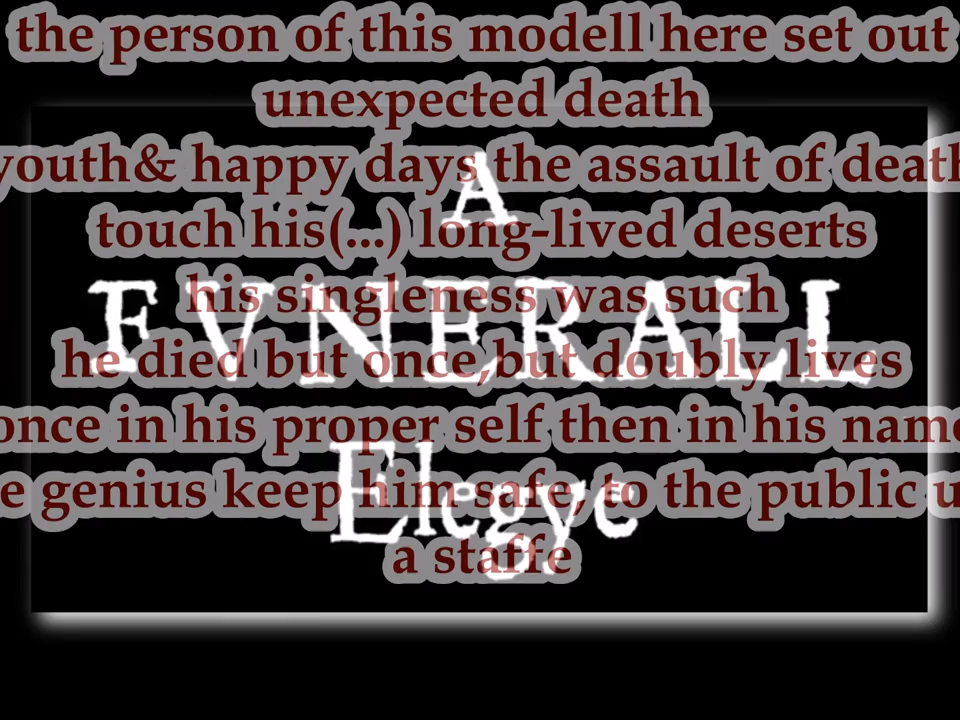 the person of this modell here set out
unexpected death
youth& happy days the assault of death
touch his(...) long-lived deserts
his singleness was such
he died but once,but doubly lives
once in his proper self then in his name
genius keep him safe, to the public
a staffe
A
FVNERALL
Elegye